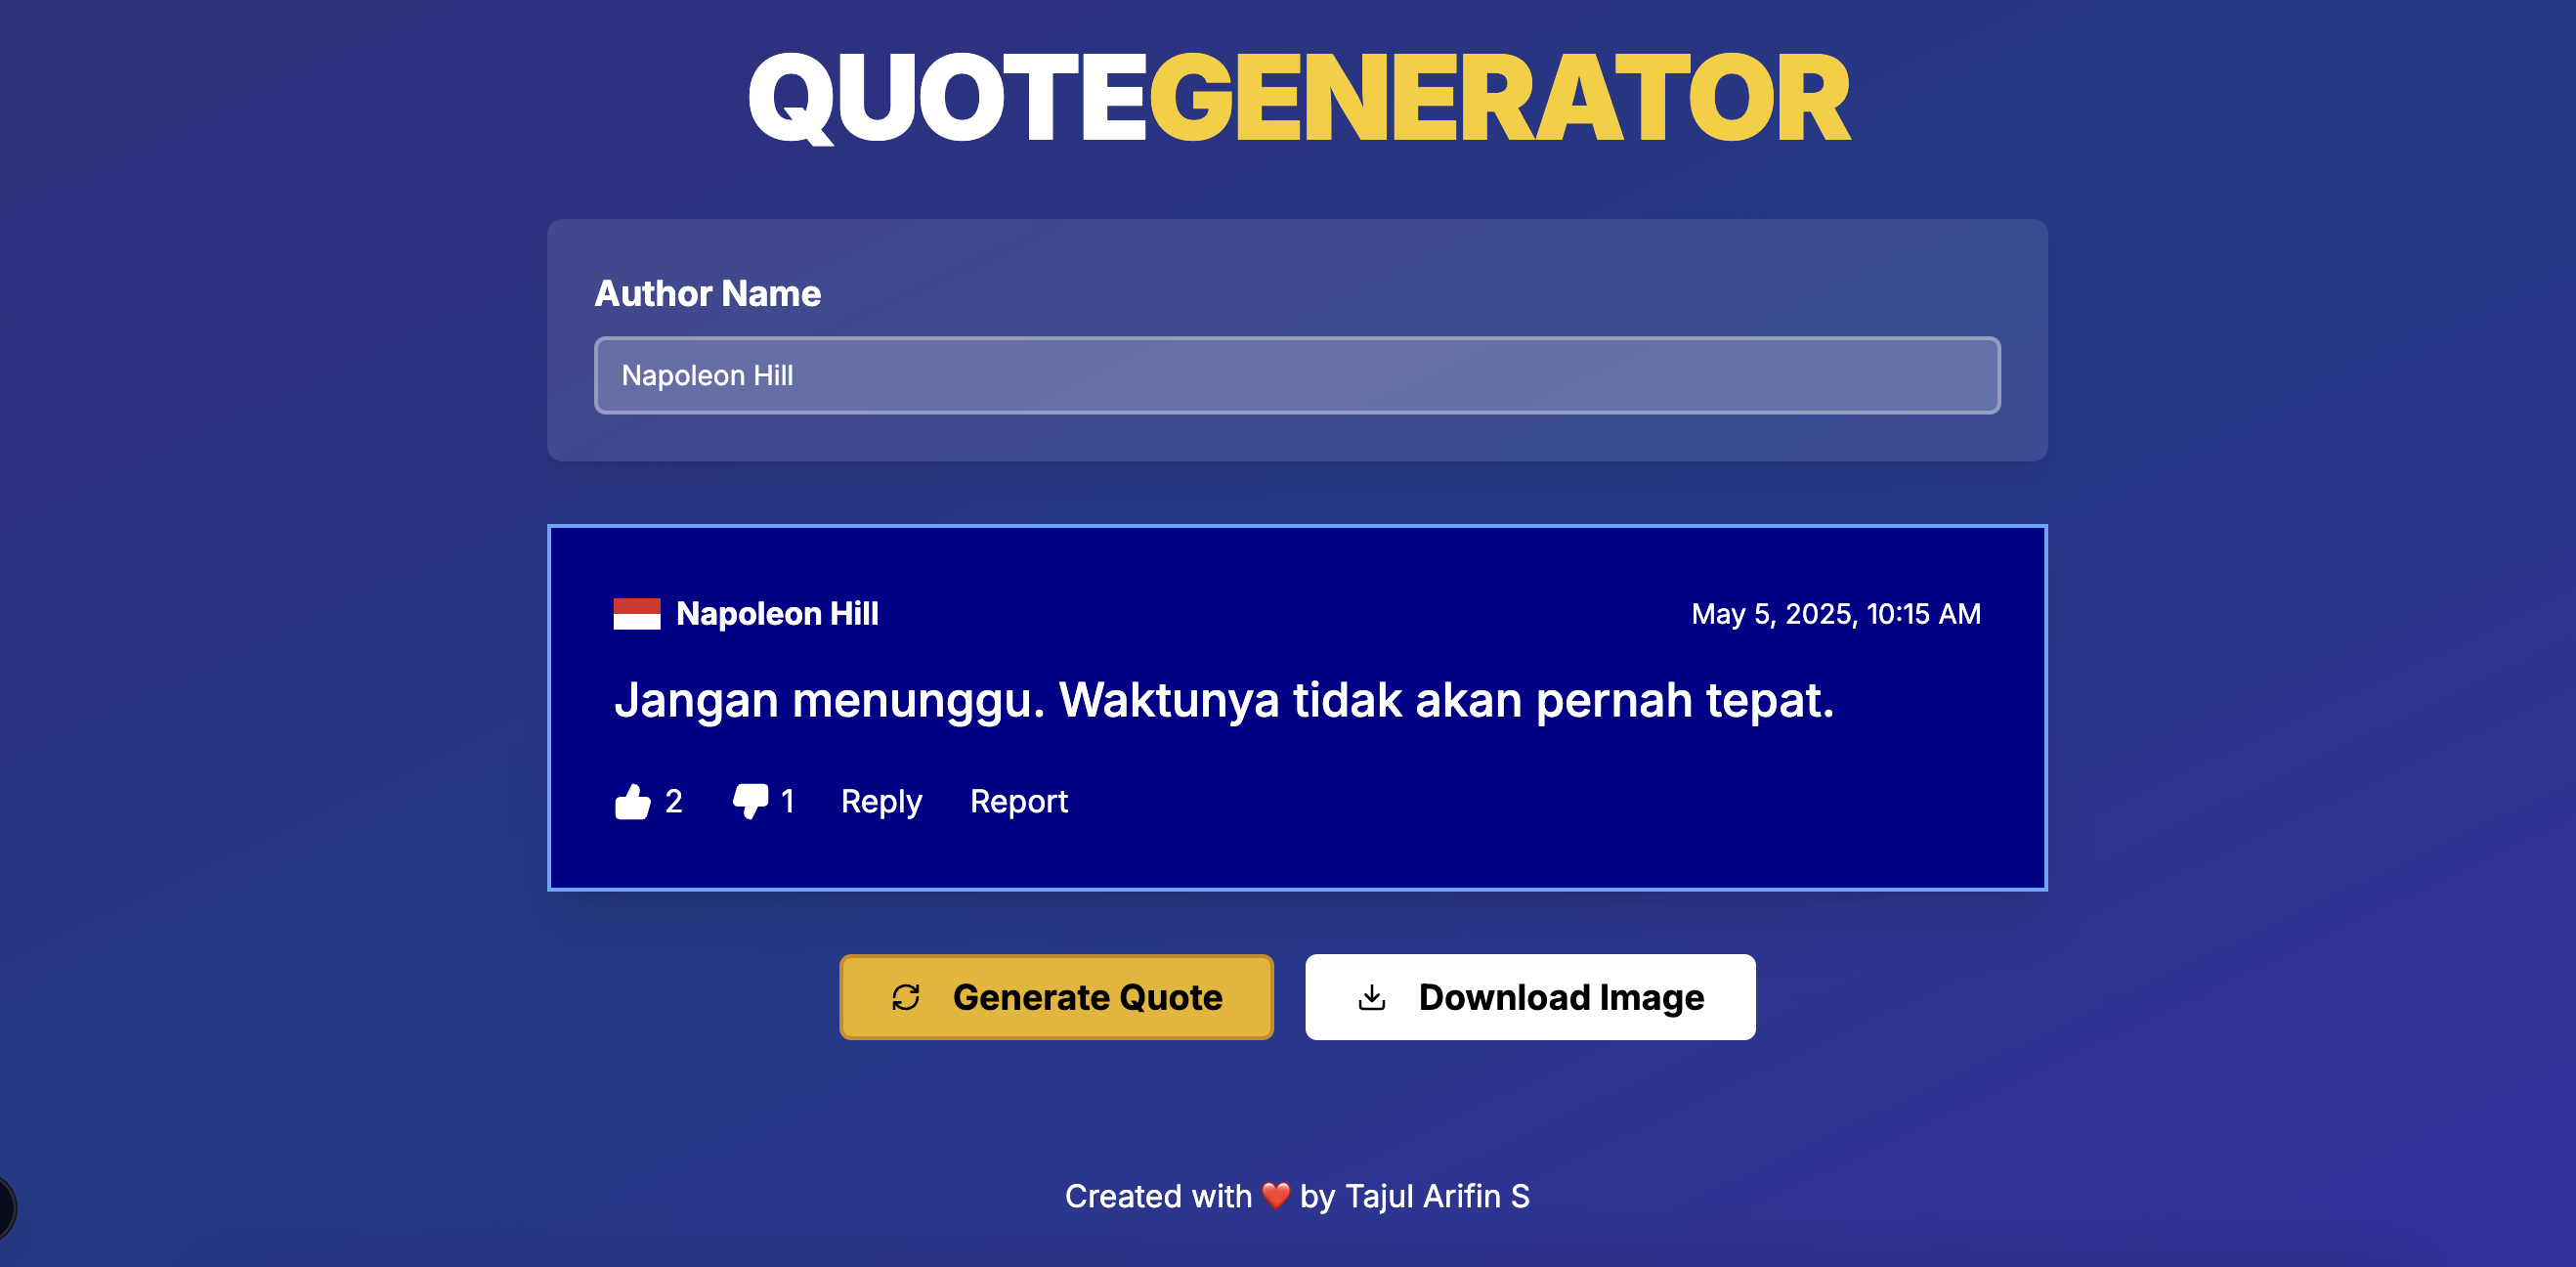 QUOTEGENERATOR
Author Name
Napoleon Hill
Napoleon Hill
May 5, 2025, 10:15 AM
Jangan menunggu. Waktunya tidak akan pernah tepat.
2 1 Reply Report
Generate Quote
Download Image
Created with ❤️ by Tajul Arifin S